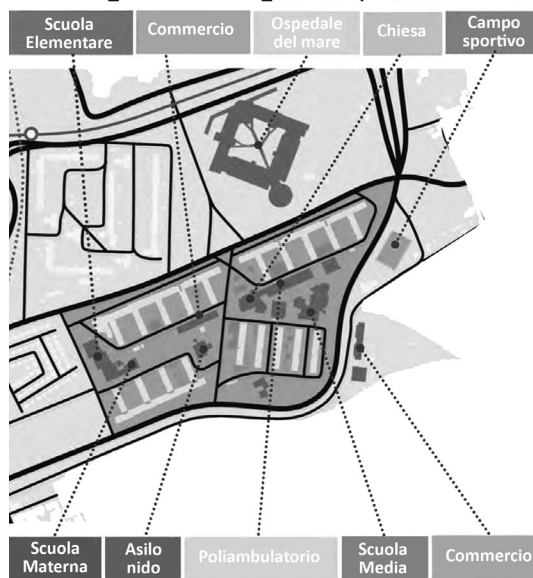 Scuola
Elementare
Commercio
Ospedale
del mare
Chiesa
Campo
sportivo
Scuola
Materna
Asilo
nido
Poliambulatorio
Scuola
Media
Commercio